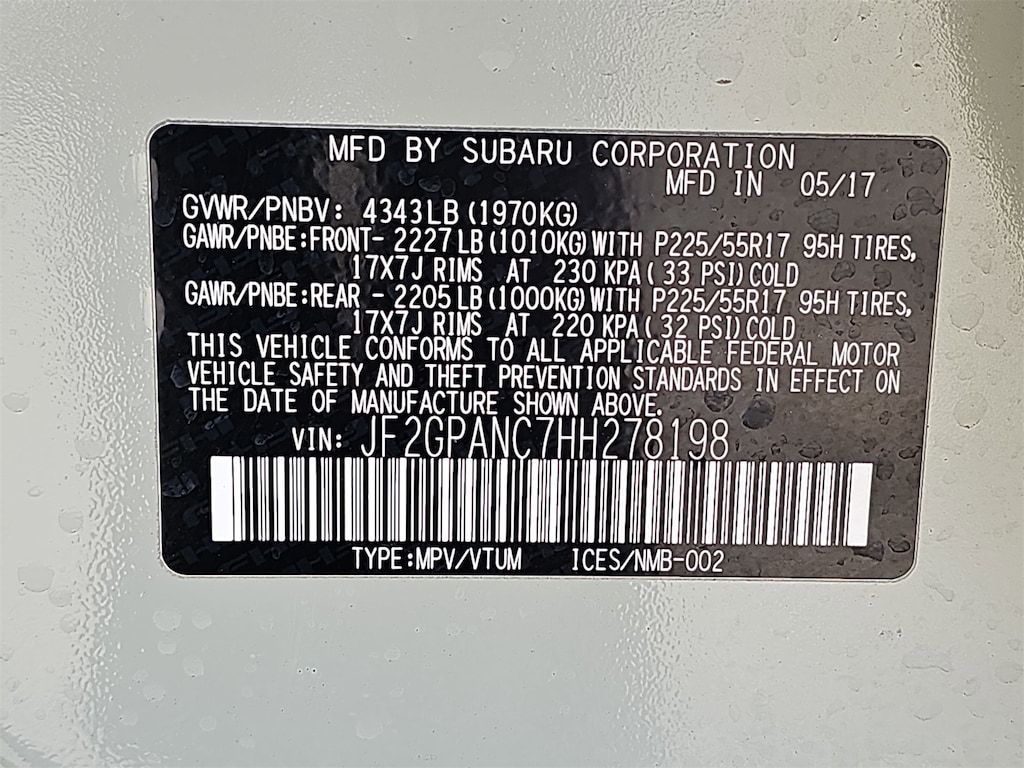 MFD BY SUBARU CORPORATION
MFD IN 05/17
GVWR/PNBV: 4343LB(1970KG)
GAWR/PNBE:FRONT- 2227LB(1010KG)WITH P225/55R17 95H TIRES,
17X7J RIMS AT 230 KPA( 33 PSI)COLD
GAWR/PNBE:REAR - 2205LB(1000KG)WITH P225/55R17 95H TIRES,
17X7J RIMS AT 220 KPA( 32 PSI)COLD
THIS VEHICLE CONFORMS TO ALL APPLICABLE FEDERAL MOTOR
VEHICLE SAFETY AND THEFT PREVENTION STANDARDS IN EFFECT ON
THE DATE OF MANUFACTURE SHOWN ABOVE.
VIN: JF2GPANC7HH278198
TYPE:MPV/VTUM ICES/NMB-002